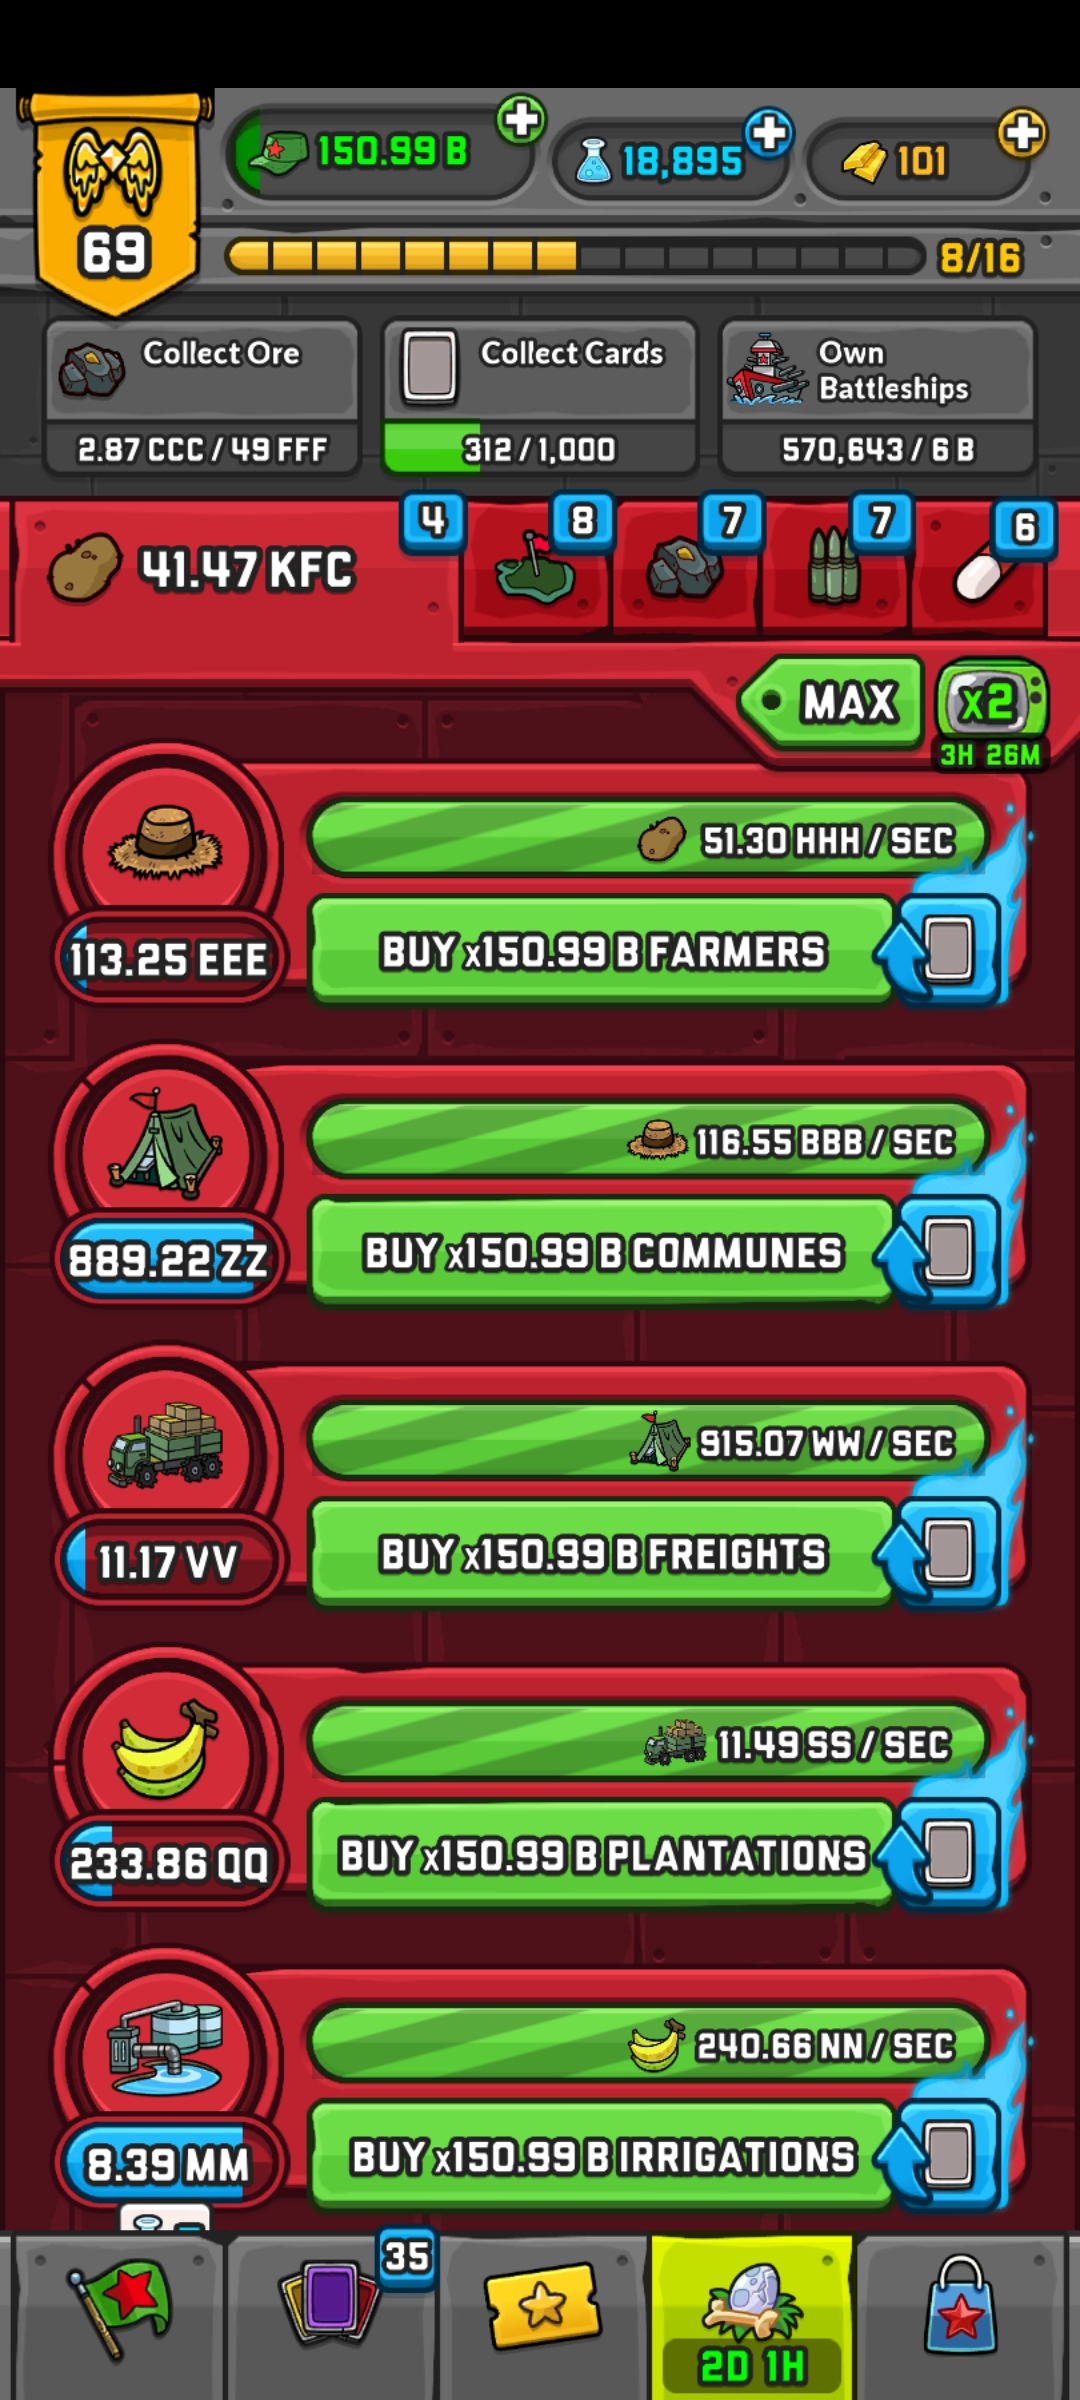 69
150.99 B
18,895
101
8/16
Collect Ore
2.87 CCC / 49 FFF
Collect Cards
312 / 1,000
Own
Battleships
570,643 / 6 B
41.47 KFC
4
8
7
7
6
MAX
x2
3H 26M
51.30 HHH / SEC
113.25 EEE
BUY x150.99 B FARMERS
116.55 BBB / SEC
889.22 ZZ
BUY x150.99 B COMMUNES
915.07 WW / SEC
11.17 VV
BUY x150.99 B FREIGHTS
11.49 SS / SEC
233.86 QQ
BUY x150.99 B PLANTATIONS
240.66 NN / SEC
8.39 MM
BUY x150.99 B IRRIGATIONS
35
2D 1H